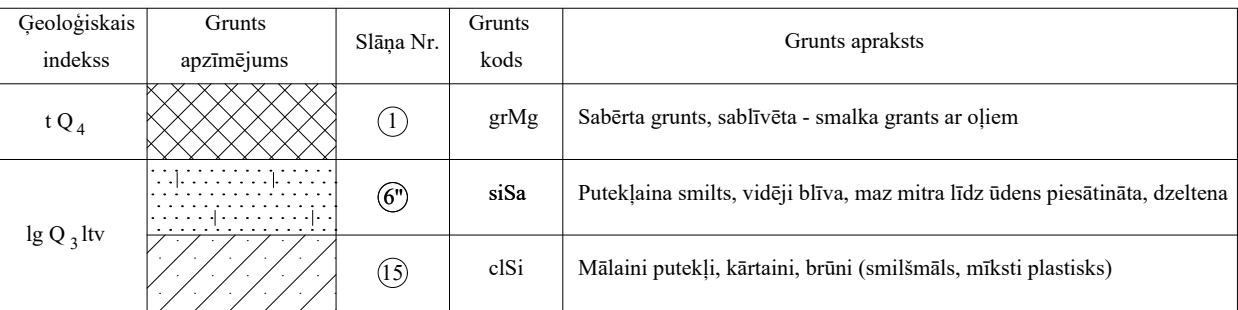 Ģeoloģiskais indekss
Grunts apzīmējums
Slāņa Nr.
Grunts kods
Grunts apraksts
t Q 4
1
grMg
Sabērta grunts, sablīvēta - smalka grants ar oļiem
lg Q 3 ltv
6"
siSa
Putekļaina smilts, vidēji blīva, maz mitra līdz ūdens piesātināta, dzeltena
15
clSi
Mālaini putekļi, kārtaini, brūni (smilšmāls, mīksti plastisks)